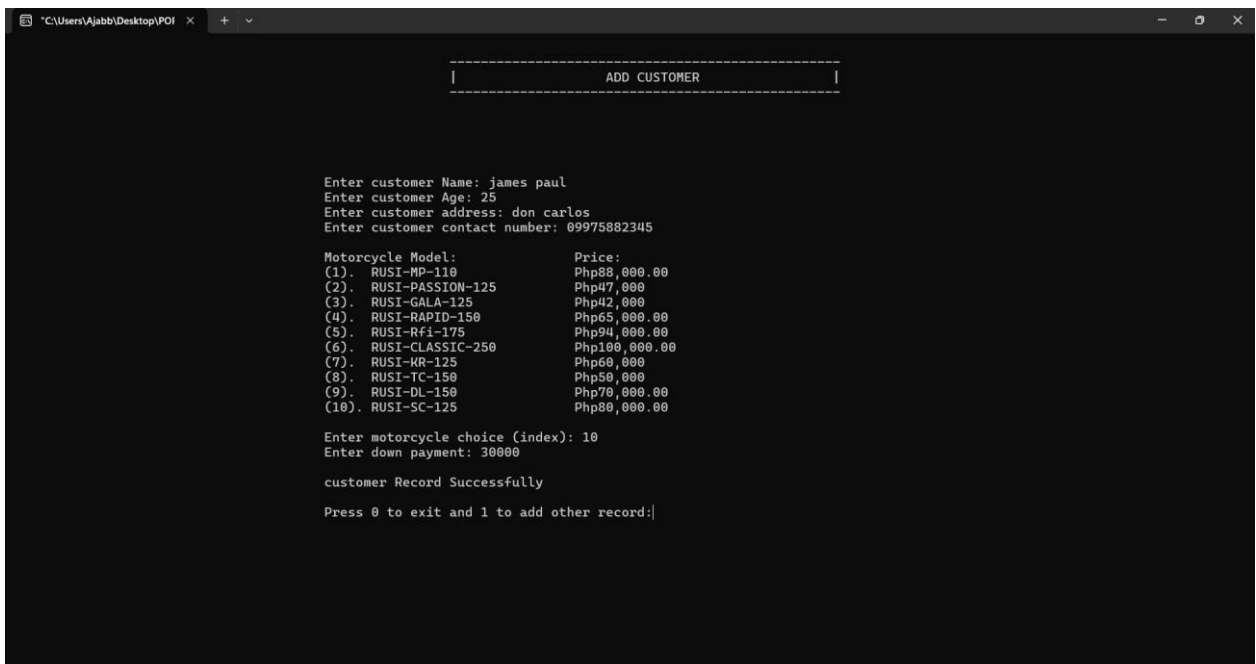 "C:\Users\Ajabb\Desktop\POI
ADD CUSTOMER
Enter customer Name: james paul
Enter customer Age: 25
Enter customer address: don carlos
Enter customer contact number: 09975882345
Motorcycle Model: Price:
(1). RUSI-MP-110 Php88,000.00
(2). RUSI-PASSION-125 Php47,000
(3). RUSI-GALA-125 Php42,000
(4). RUSI-RAPID-150 Php65,000.00
(5). RUSI-Rfi-175 Php94,000.00
(6). RUSI-CLASSIC-250 Php100,000.00
(7). RUSI-KR-125 Php60,000
(8). RUSI-TC-150 Php50,000
(9). RUSI-DL-150 Php70,000.00
(10). RUSI-SC-125 Php80,000.00
Enter motorcycle choice (index): 10
Enter down payment: 30000
customer Record Successfully
Press 0 to exit and 1 to add other record: